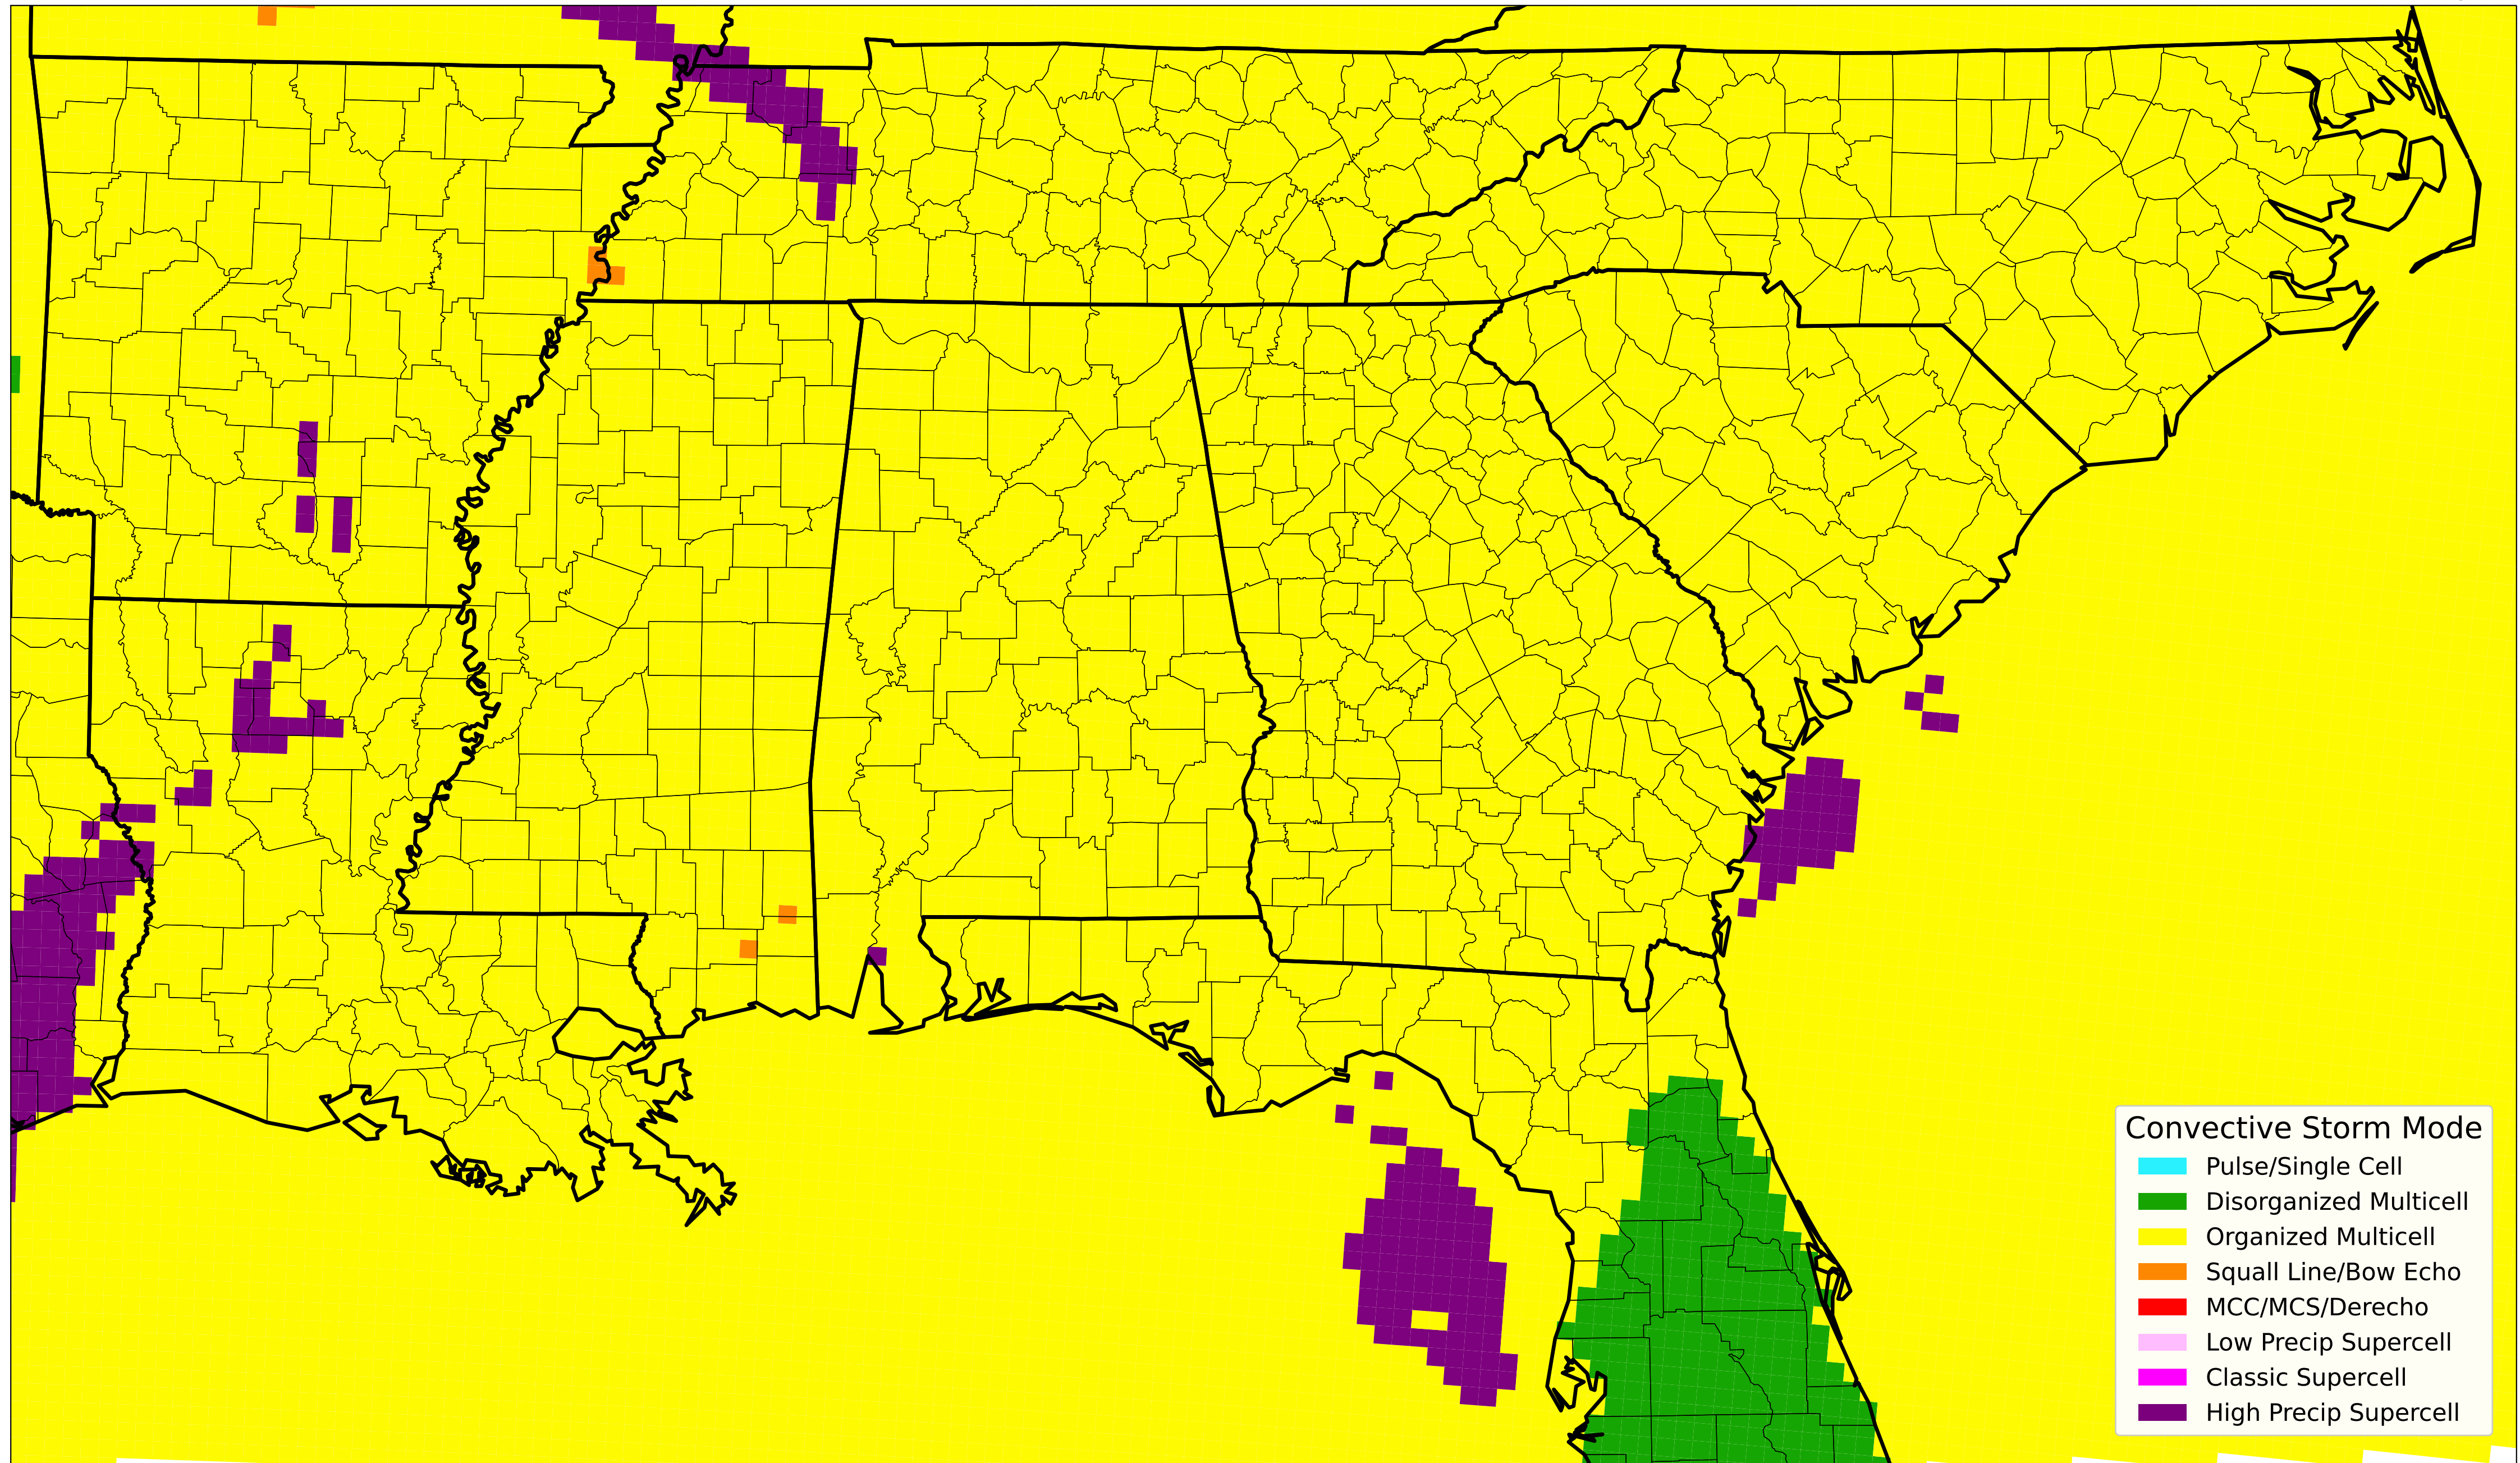 Convective Storm Mode
Pulse/Single Cell
Disorganized Multicell
Organized Multicell
Squall Line/Bow Echo
MCC/MCS/Derecho
Low Precip Supercell
Classic Supercell
High Precip Supercell